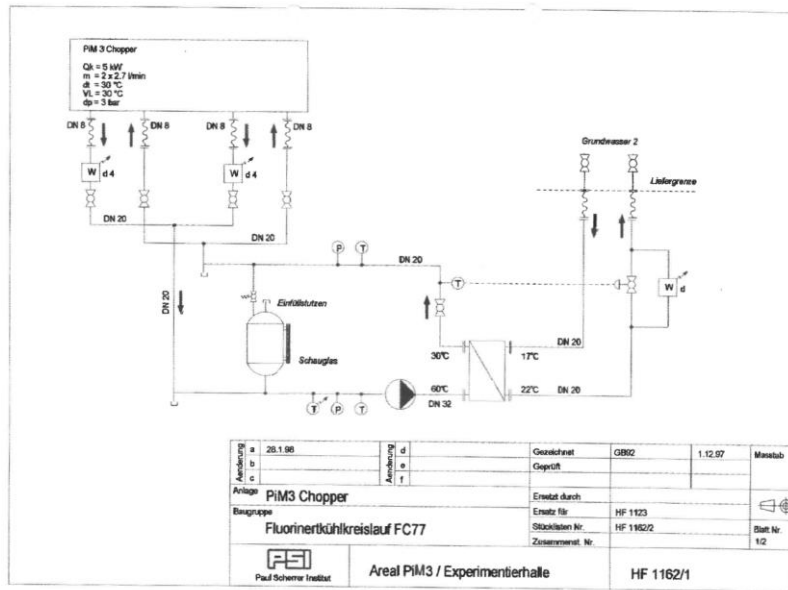 PiM 3 Chopper
Qk = 5 kW
m = 2 x 2.7 l/min
dt = 30 °C
VL = 30 °C
dp = 3 bar
DN 8
DN 8
DN 8
DN 8
W d 4
W d 4
DN 20
DN 20
DN 20
Grundwasser 2
Liefergrenze
P
T
DN 20
T
W d
Einfüllstutzen
Schauglas
30°C
17°C
DN 20
60°C
DN 32
22°C
DN 20
T
P
T
Aenderung
a 26.1.98
b
c
Aenderung
d
e
f
Gezeichnet GB92 1.12.97
Geprüft
Masstab
Anlage PiM3 Chopper
Baugruppe
Fluorinertkühlkreislauf FC77
Ersetzt durch
Ersatz für HF 1123
Stücklisten Nr. HF 1162/2
Zusammenst. Nr.
Blatt Nr.
1/2
PSI
Paul Scherrer Institut
Areal PiM3 / Experimentierhalle
HF 1162/1